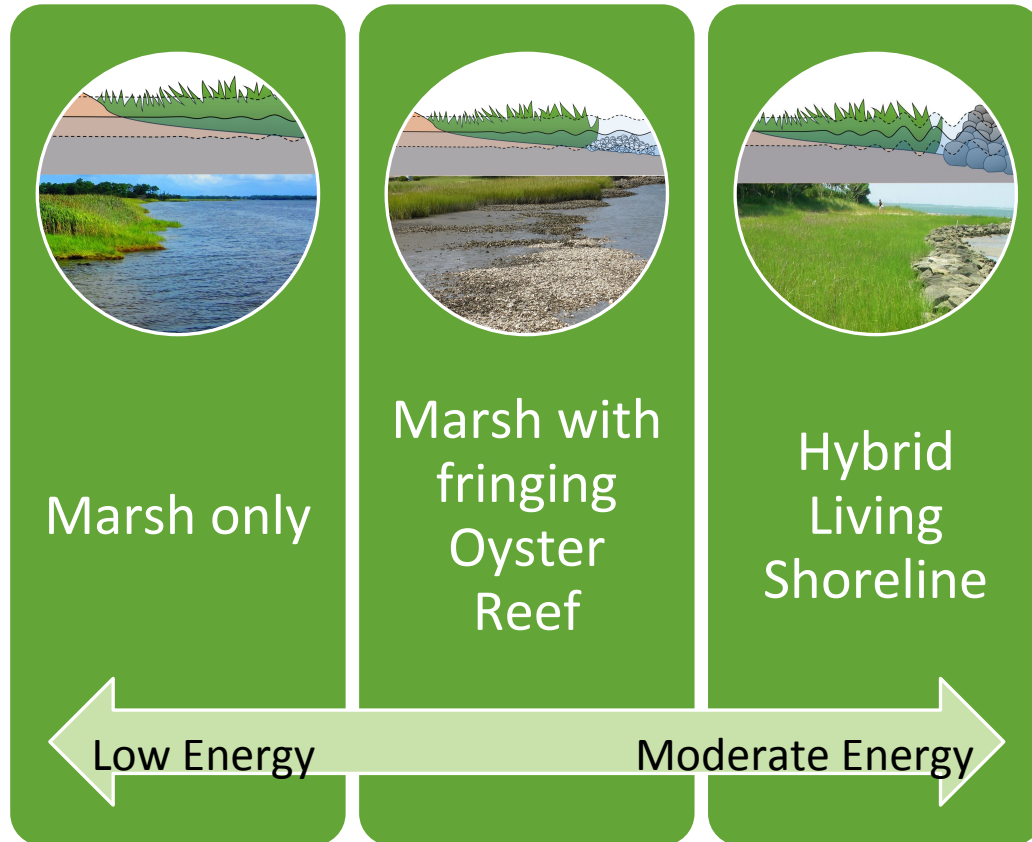 Marsh only
Marsh with
fringing
Oyster
Reef
Hybrid
Living
Shoreline
Low Energy
Moderate Energy